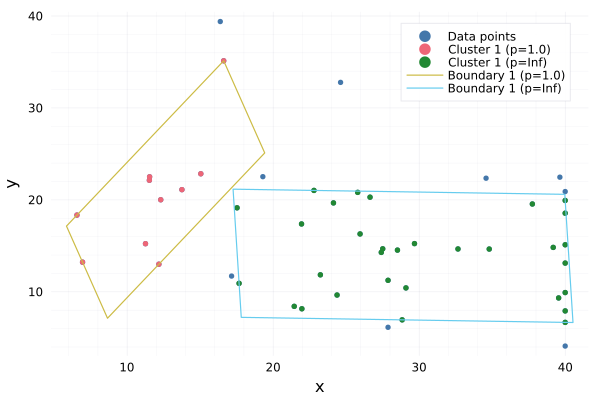 40
30
20
10
y
Data points
Cluster 1 (p=1.0)
Cluster 1 (p=Inf)
Boundary 1 (p=1.0)
Boundary 1 (p=Inf)
10 20 30 40
x